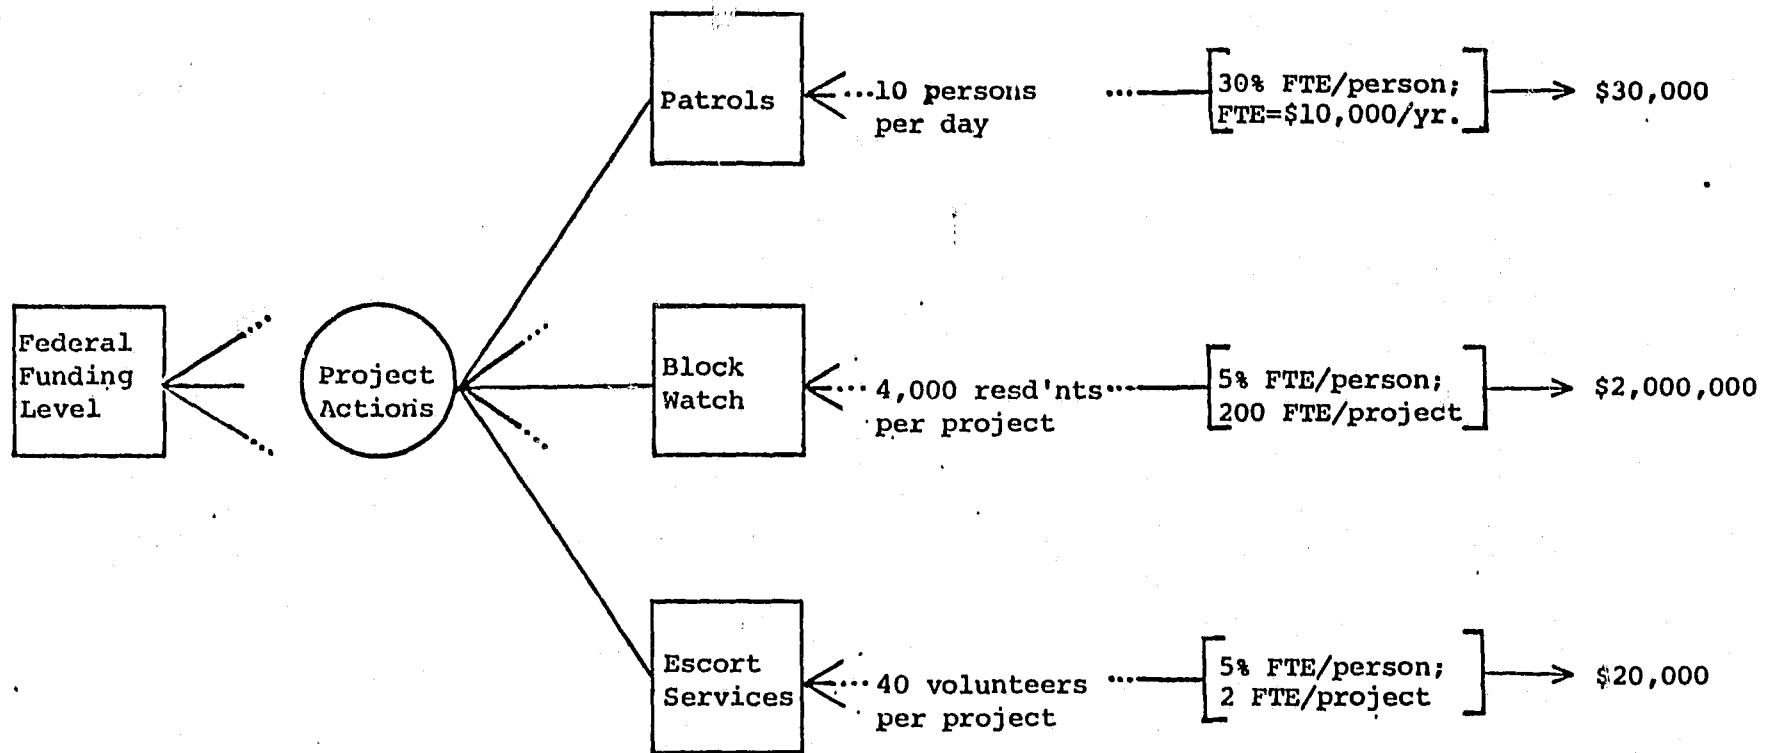 Federal
Funding
Level
Project
Actions
Patrols
...10 persons
per day
...
30% FTE/person;
FTE=$10,000/yr.
$30,000
Block
Watch
... 4,000 resd'nts...
per project
5% FTE/person;
200 FTE/project
$2,000,000
Escort
Services
... 40 volunteers
per project
...
5% FTE/person;
2 FTE/project
$20,000